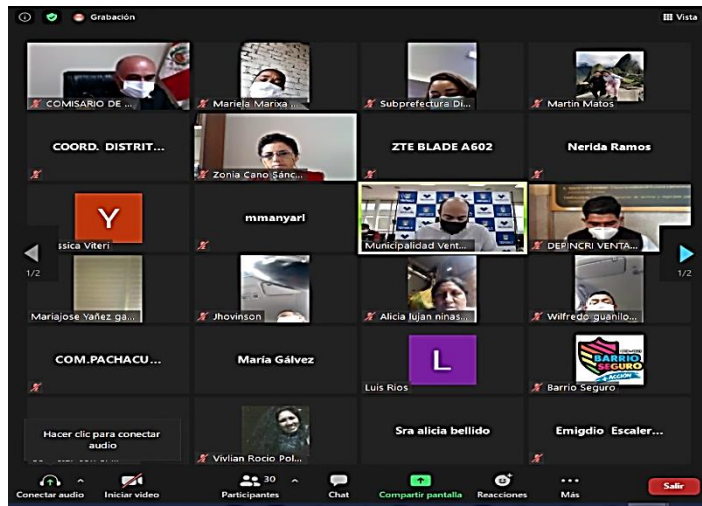 Grabación
Vista
COMISARIO DE ...
Mariela Marixa ...
Subprefectura Di...
Martin Matos
COORD. DISTRIT...
Zonia Cano Sánc...
ZTE BLADE A602
Nerida Ramos
Y
ssica Viteri
mmanyarl
Municipalidad Vent...
DEPINCRI VENTA...
1/2
1/2
Mariajose Yañez ga...
Jhovinson
Alicia lujan ninas...
Wilfredo guanilo...
COM.PACHACU...
María Gálvez
L
Luis Rios
BARRIO
SEGURO
+ACCIÓN
Barrio Seguro
Hacer clic para conectar
audio
Vivlian Rocio Pol...
Sra alicia bellido
Emigdio Escaler...
Conectar audio
Iniciar video
30
Participantes
Chat
Compartir pantalla
Reacciones
Más
Salir